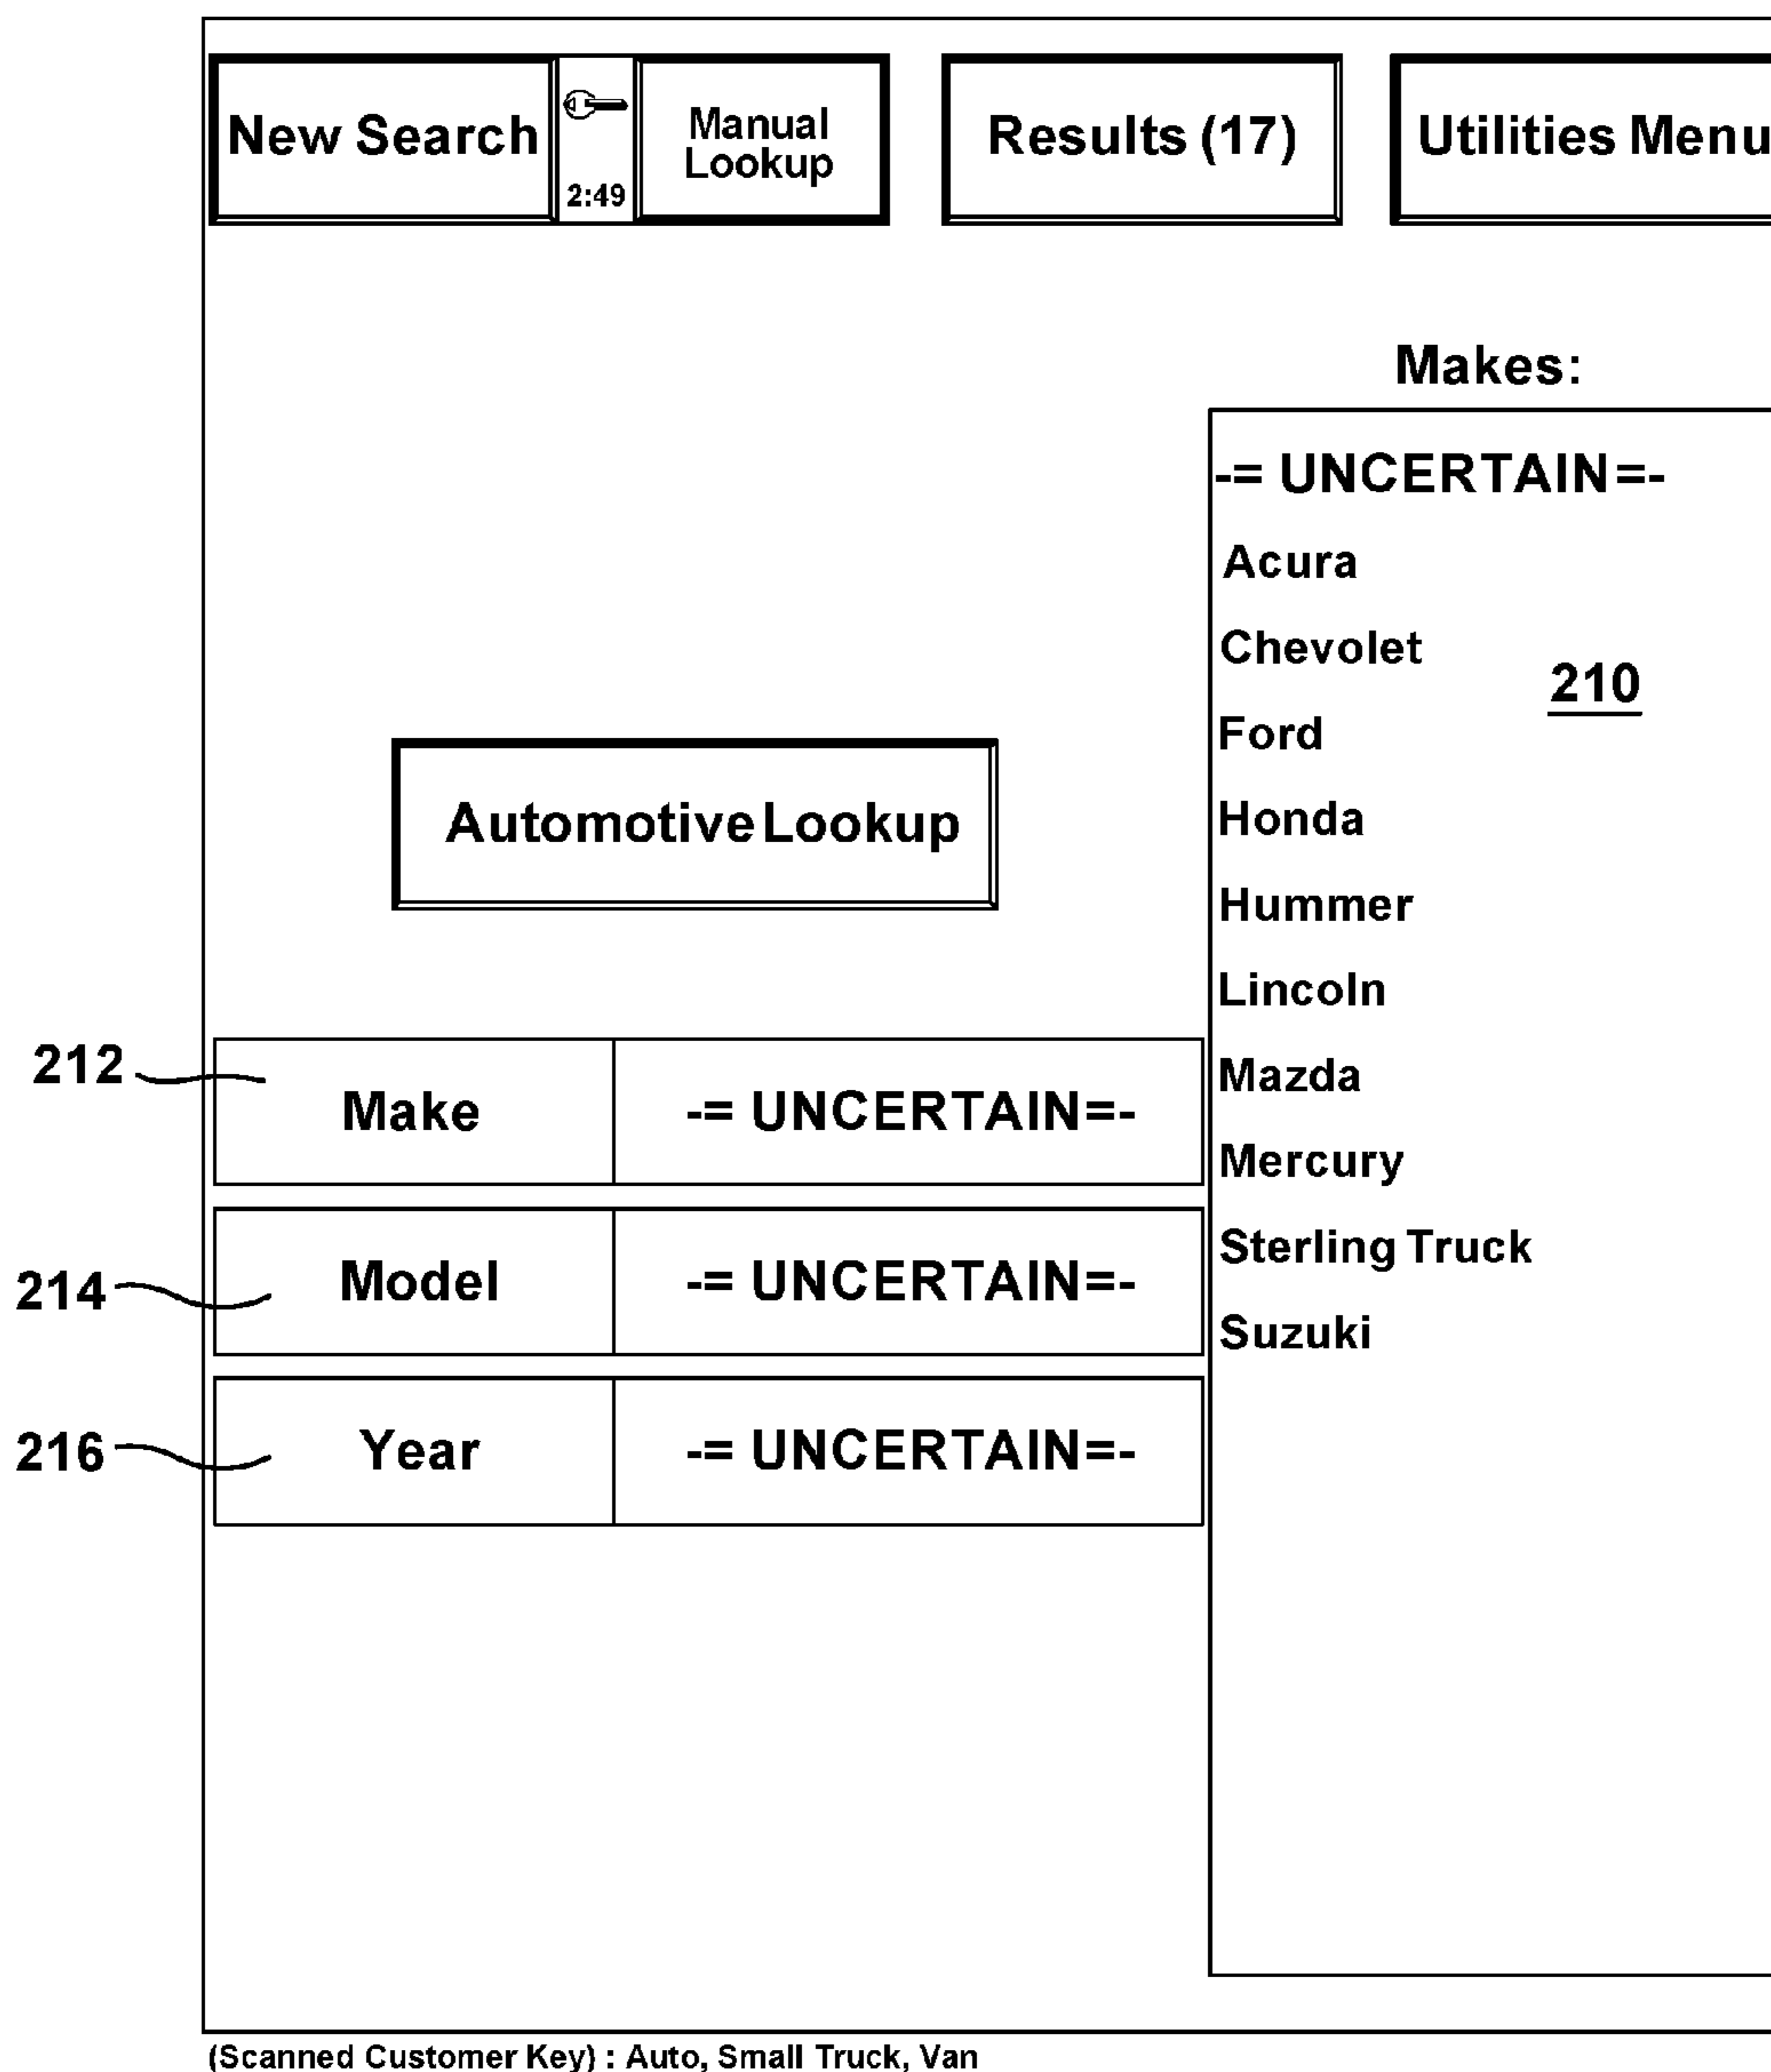 New Search
2:49
Manual
Lookup
Results (17)
Utilities Menu
Makes:
-= UNCERTAIN=-
Acura
Chevolet
210
Ford
Honda
Automotive Lookup
Hummer
Lincoln
212
Make
-= UNCERTAIN=-
Mazda
Mercury
214
Model
-= UNCERTAIN=-
Sterling Truck
Suzuki
216
Year
-= UNCERTAIN=-
(Scanned Customer Key) : Auto, Small Truck, Van